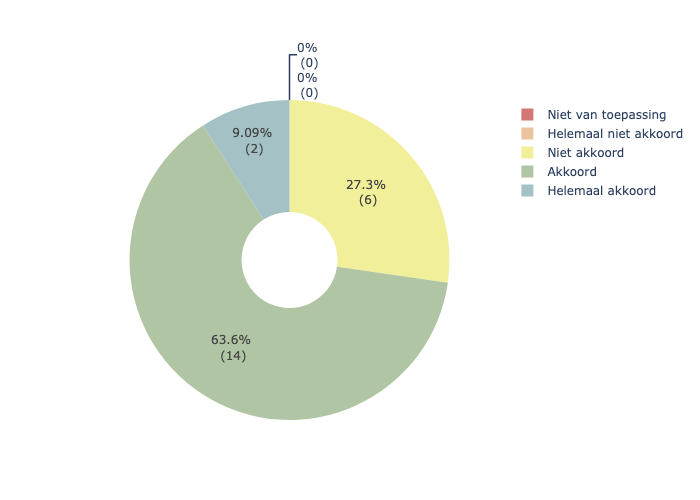 0%
(0)
0%
(0)
9.09%
(2)
27.3%
(6)
63.6%
(14)
Niet van toepassing
Helemaal niet akkoord
Niet akkoord
Akkoord
Helemaal akkoord